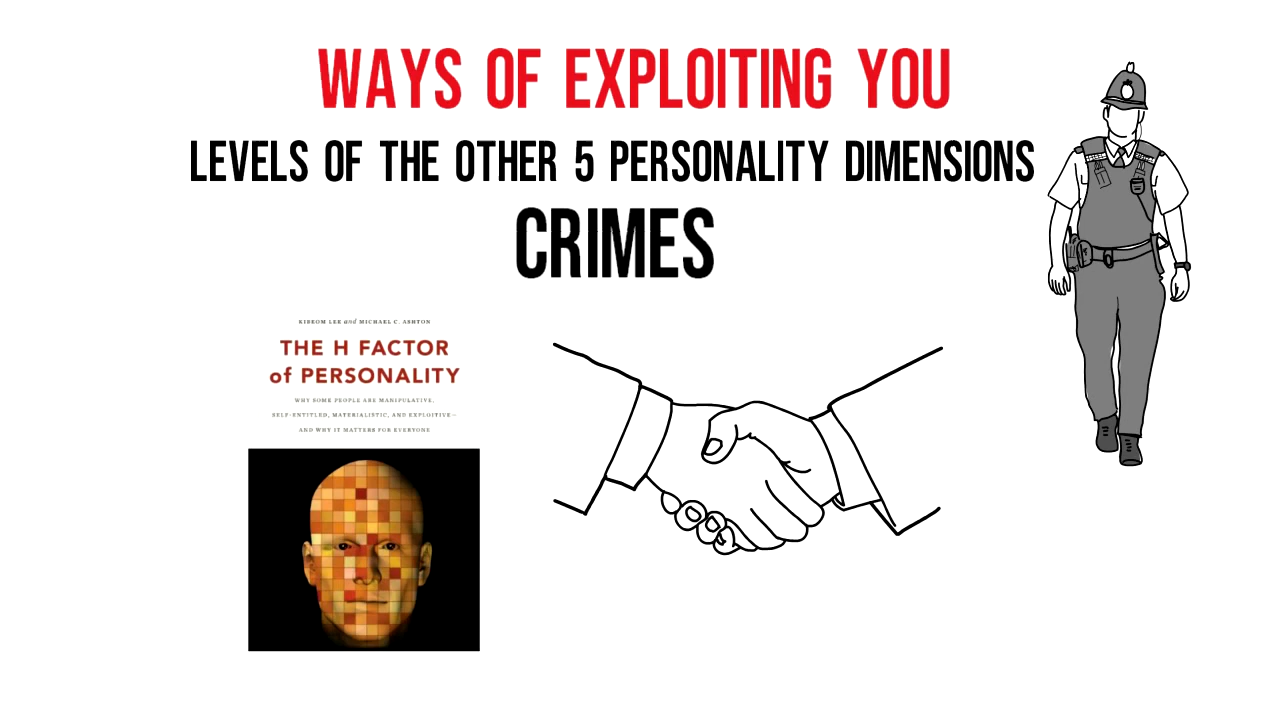 WAYS OF EXPLOITING YOU
LEVELS OF THE OTHER 5 PERSONALITY DIMENSIONS
CRIMES
KIBEOM LEE and MICHAEL C. ASHTON
THE H FACTOR
of PERSONALITY
WHY SOME PEOPLE ARE MANIPULATIVE,
SELF-ENTITLED, MATERIALISTIC, AND EXPLOITIVE—
AND WHY IT MATTERS FOR EVERYONE